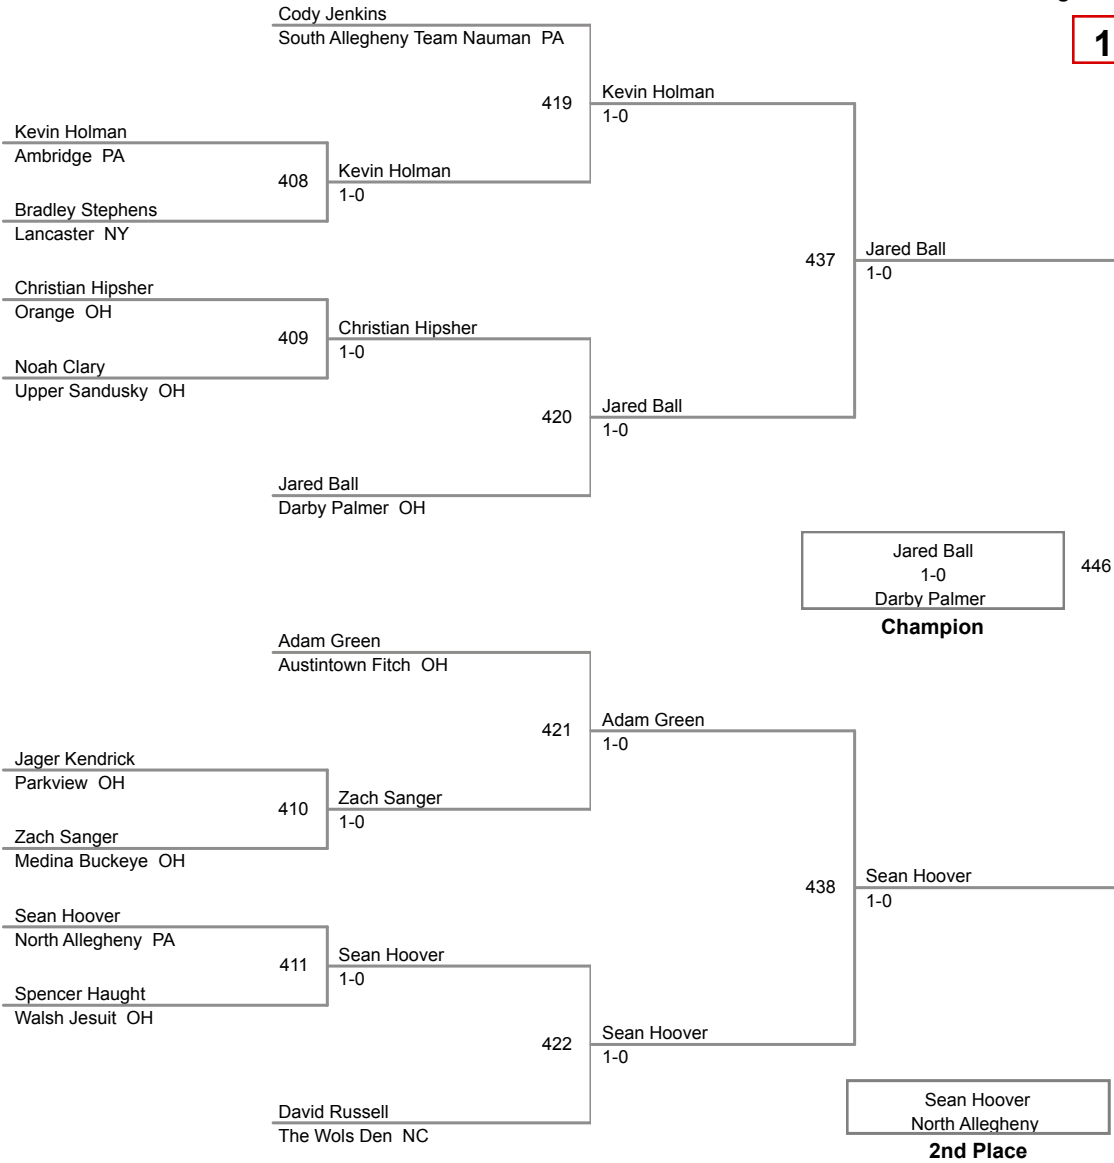 g
1
Cody Jenkins
South Allegheny Team Nauman PA
419
Kevin Holman
1-0
Kevin Holman
Ambridge PA
408
Kevin Holman
1-0
Bradley Stephens
Lancaster NY
437
Jared Ball
1-0
Christian Hipsher
Orange OH
409
Christian Hipsher
1-0
Noah Clary
Upper Sandusky OH
420
Jared Ball
1-0
Jared Ball
Darby Palmer OH
Jared Ball
1-0
Darby Palmer
446
Champion
Adam Green
Austintown Fitch OH
421
Adam Green
1-0
Jager Kendrick
Parkview OH
410
Zach Sanger
1-0
Zach Sanger
Medina Buckeye OH
438
Sean Hoover
1-0
Sean Hoover
North Allegheny PA
411
Sean Hoover
1-0
Spencer Haught
Walsh Jesuit OH
422
Sean Hoover
1-0
David Russell
The Wols Den NC
Sean Hoover
North Allegheny
2nd Place